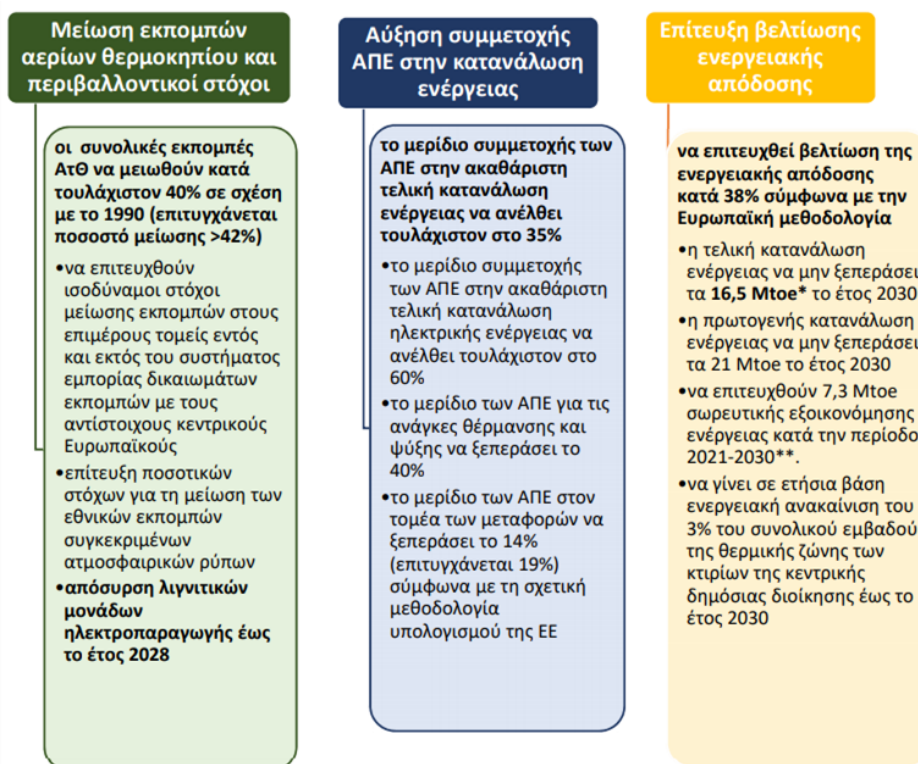 Μείωση εκπομπών
αερίων θερμοκηπίου και
περιβαλλοντικοί στόχοι
οι συνολικές εκπομπές
ΑτΘ να μειωθούν κατά
τουλάχιστον 40% σε σχέση
με το 1990 (επιτυγχάνεται
ποσοστό μείωσης >42%)
•να επιτευχθούν
ισοδύναμοι στόχοι
μείωσης εκπομπών στους
επιμέρους τομείς εντός
και εκτός του συστήματος
εμπορίας δικαιωμάτων
εκπομπών με τους
αντίστοιχους κεντρικούς
Ευρωπαϊκούς
•επίτευξη ποσοτικών
στόχων για τη μείωση των
εθνικών εκπομπών
συγκεκριμένων
ατμοσφαιρικών ρύπων
•απόσυρση λιγνιτικών
μονάδων
ηλεκτροπαραγωγής έως
το έτος 2028
Αύξηση συμμετοχής
ΑΠΕ στην κατανάλωση
ενέργειας
το μερίδιο συμμετοχής των
ΑΠΕ στην ακαθάριστη
τελική κατανάλωση
ενέργειας να ανέλθει
τουλάχιστον στο 35%
•το μερίδιο συμμετοχής
των ΑΠΕ στην ακαθάριστη
τελική κατανάλωση
ηλεκτρικής ενέργειας να
ανέλθει τουλάχιστον στο
60%
•το μερίδιο των ΑΠΕ για τις
ανάγκες θέρμανσης και
ψύξης να ξεπεράσει το
40%
•το μερίδιο των ΑΠΕ στον
τομέα των μεταφορών να
ξεπεράσει το 14%
(επιτυγχάνεται 19%)
σύμφωνα με τη σχετική
μεθοδολογία
υπολογισμού της ΕΕ
Επίτευξη βελτίωσης
ενεργειακής
απόδοσης
να επιτευχθεί βελτίωση της
ενεργειακής απόδοσης
κατά 38% σύμφωνα με την
Ευρωπαϊκή μεθοδολογία
•η τελική κατανάλωση
ενέργειας να μην ξεπεράσει
τα 16,5 Mtoe* το έτος 2030
•η πρωτογενής κατανάλωση
ενέργειας να μην ξεπεράσει
τα 21 Mtoe το έτος 2030
•να επιτευχθούν 7,3 Mtoe
σωρευτικής εξοικονόμησης
ενέργειας κατά την περίοδο
2021-2030**.
•να γίνει σε ετήσια βάση
ενεργειακή ανακαίνιση του
3% του συνολικού εμβαδού
της θερμικής ζώνης των
κτιρίων της κεντρικής
δημόσιας διοίκησης έως το
έτος 2030